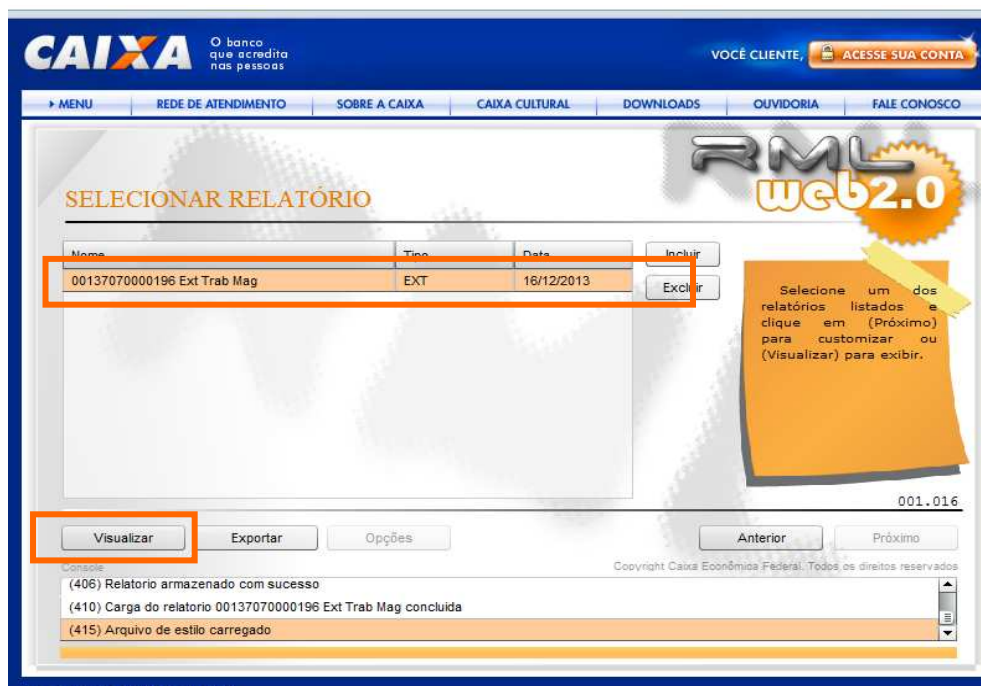 CAIXA
O banco
que acredita
nas pessoas
VOCÊ CLIENTE, ACESSE SUA CONTA
MENU REDE DE ATENDIMENTO SOBRE A CAIXA CAIXA CULTURAL DOWNLOADS OUVIDORIA FALE CONOSCO
RML
web2.0
SELECIONAR RELATÓRIO
Nome Tipo Data Incluir
00137070000196 Ext Trab Mag EXT 16/12/2013 Excluir
Selecione um dos
relatórios listados e
clique em (Próximo)
para customizar ou
(Visualizar) para exibir.
001.016
Visualizar Exportar Opções Anterior Próximo
Console Copyright Caixa Econômica Federal. Todos os direitos reservados
(406) Relatorio armazenado com sucesso
(410) Carga do relatorio 00137070000196 Ext Trab Mag concluida
(415) Arquivo de estilo carregado